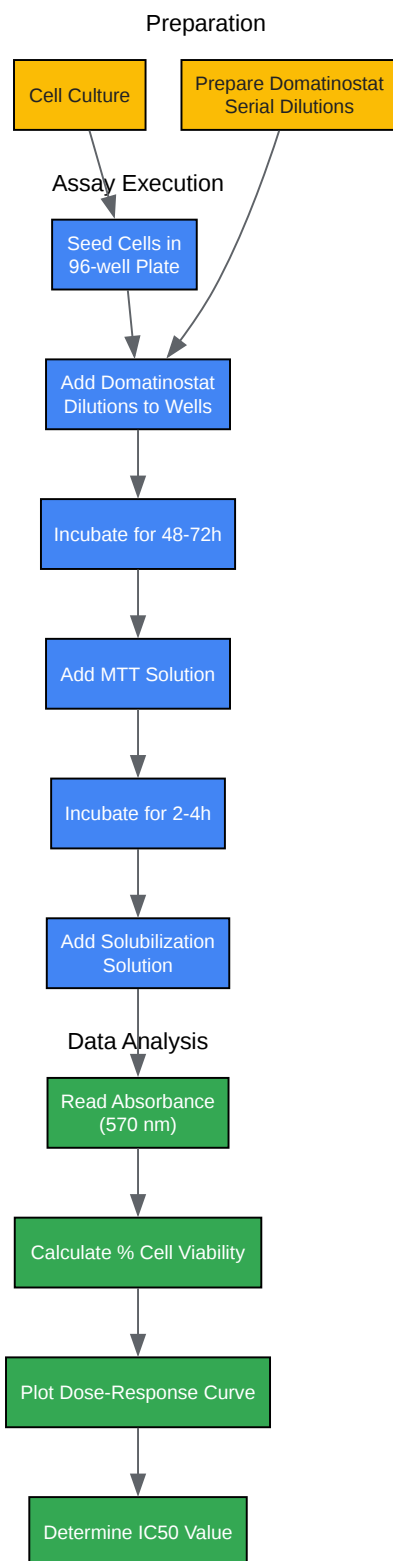 Preparation
Cell Culture
Prepare Domatinostat
Serial Dilutions
Assay Execution
Seed Cells in
96-well Plate
Add Domatinostat
Dilutions to Wells
Incubate for 48-72h
Add MTT Solution
Incubate for 2-4h
Add Solubilization
Solution
Data Analysis
Read Absorbance
(570 nm)
Calculate % Cell Viability
Plot Dose-Response Curve
Determine IC50 Value